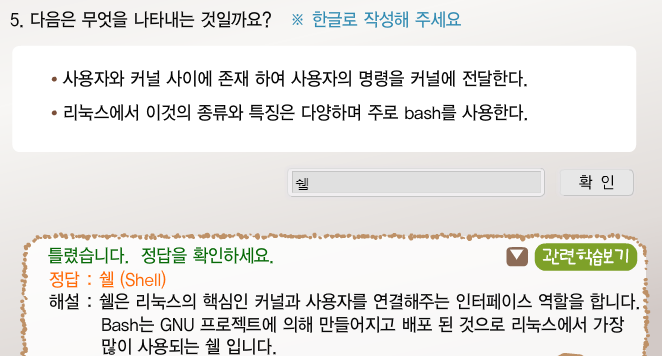 5. 다음은 무엇을 나타내는 것일까요? ※ 한글로 작성해 주세요
• 사용자와 커널 사이에 존재 하여 사용자의 명령을 커널에 전달한다.
• 리눅스에서 이것의 종류와 특징은 다양하며 주로 bash를 사용한다.
쉘
확 인
틀렸습니다. 정답을 확인하세요.
관련학습보기
정답 : 쉘 (Shell)
해설 : 쉘은 리눅스의 핵심인 커널과 사용자를 연결해주는 인터페이스 역할을 합니다.
Bash는 GNU 프로젝트에 의해 만들어지고 배포 된 것으로 리눅스에서 가장
많이 사용되는 쉘 입니다.